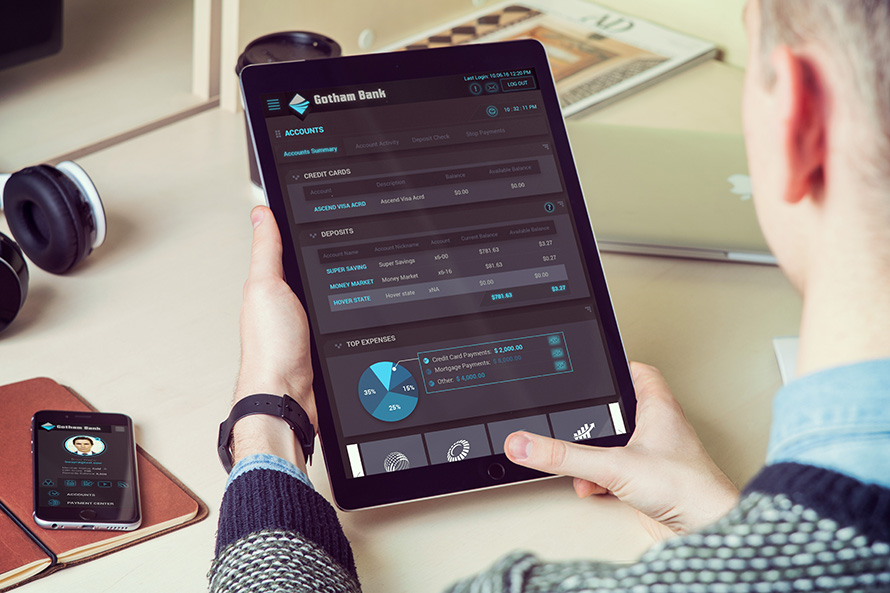 Last Login: 10.06.16 12:20 PM
Gotham Bank
LOG OUT
10 : 32 : 11 PM
ACCOUNTS
Accounts Summary Account Activity Deposit Check Stop Payments
CREDIT CARDS
Account Description Balance Available Balance
ASCEND VISA ACRD Ascend Visa Acrd $0.00 $0.00
DEPOSITS
Account Name Account Nickname Account Current Balance Available Balance
SUPER SAVING Super Savings x6-00 $781.63 $3.27
MONEY MARKET Money Market x6-16 $3.63 $0.27
HOVER STATE Hover state xNA $0.00 $0.00
$781.63 $3.27
TOP EXPENSES
35% 15% 25%
Credit Card Payments: $ 2,000.00
Mortgage Payments: $ 8,000.00
Other: $ 4,000.00
AD
Gotham Bank
ACCOUNTS
PAYMENT CENTER